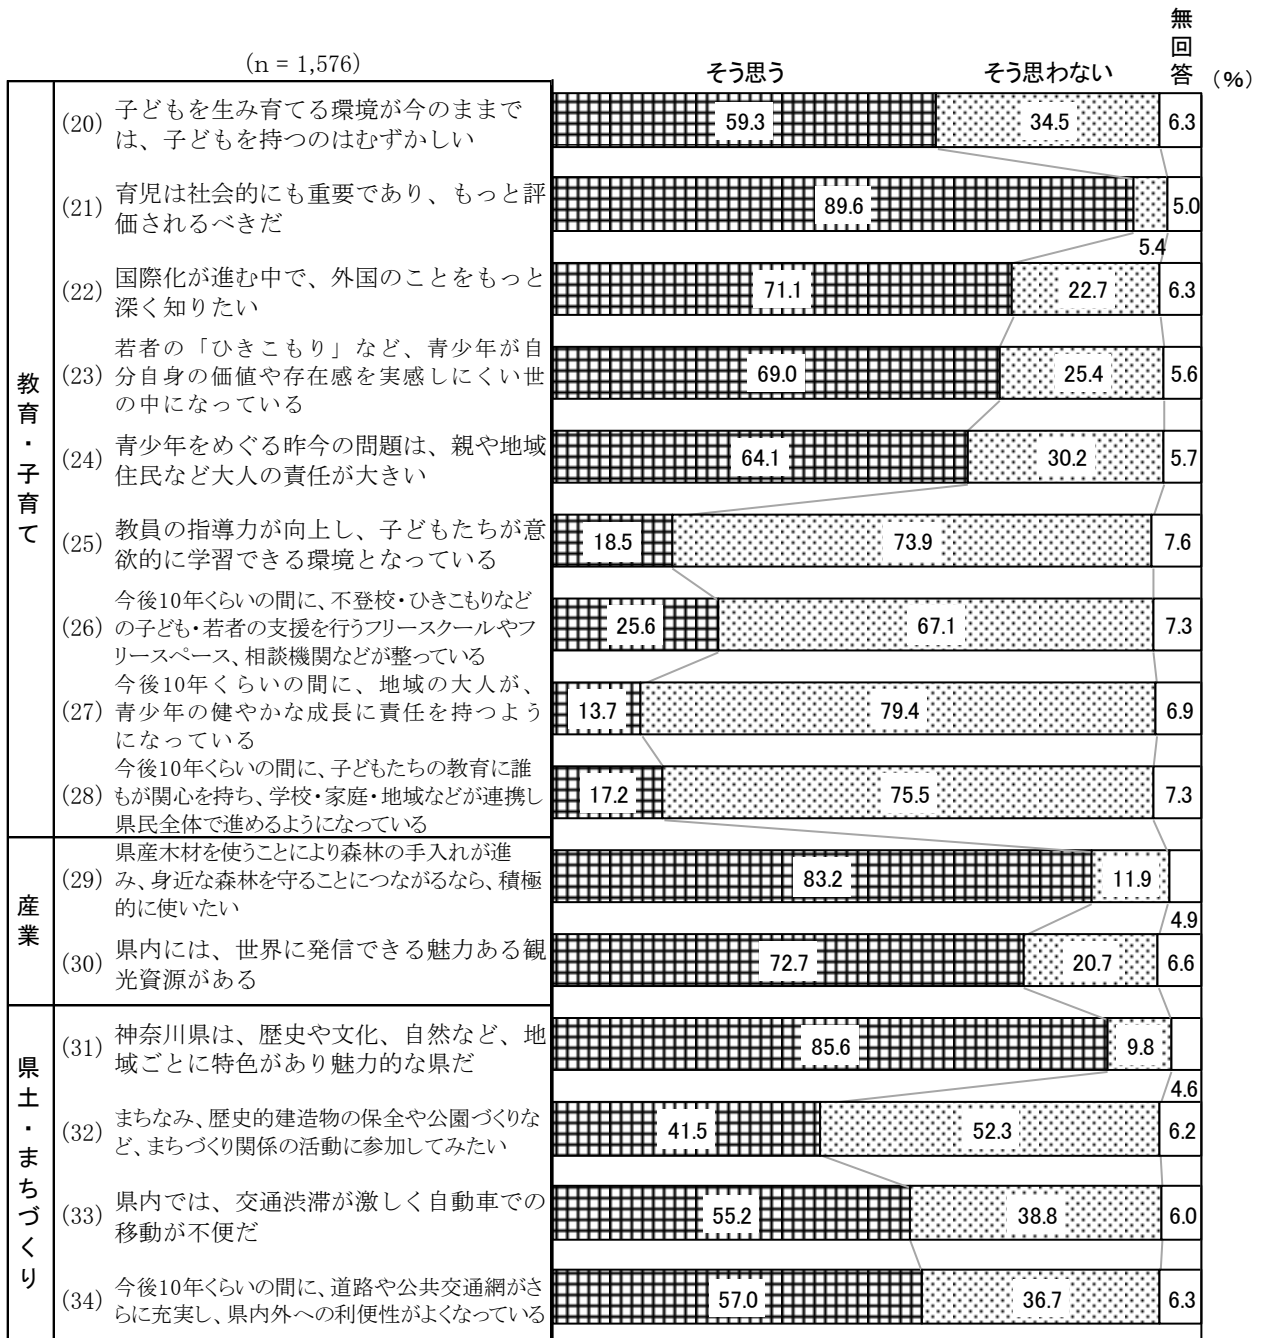 (n = 1,576)
そう思う
そう思わない
無回答
(%)
教育・子育て
(20) 子どもを生み育てる環境が今のままで
は、子どもを持つのはむずかしい
59.3 34.5 6.3
(21) 育児は社会的にも重要であり、もっと評
価されるべきだ
89.6 5.0
5.4
(22) 国際化が進む中で、外国のことをもっと
深く知りたい
71.1 22.7 6.3
(23) 若者の「ひきこもり」など、青少年が自
分自身の価値や存在感を実感しにくい世
の中になっている
69.0 25.4 5.6
(24) 青少年をめぐる昨今の問題は、親や地域
住民など大人の責任が大きい
64.1 30.2 5.7
(25) 教員の指導力が向上し、子どもたちが意
欲的に学習できる環境となっている
18.5 73.9 7.6
(26) 今後10年くらいの間に、不登校・ひきこもりなど
の子ども・若者の支援を行うフリースクールやフ
リースペース、相談機関などが整っている
25.6 67.1 7.3
(27) 今後10年くらいの間に、地域の大人が、
青少年の健やかな成長に責任を持つよう
になっている
13.7 79.4 6.9
(28) 今後10年くらいの間に、子どもたちの教育に誰
もが関心を持ち、学校・家庭・地域などが連携し
県民全体で進めるようになっている
17.2 75.5 7.3
産業
(29) 県産木材を使うことにより森林の手入れが進
み、身近な森林を守ることにつながるなら、積極
的に使いたい
83.2 11.9
4.9
(30) 県内には、世界に発信できる魅力ある観
光資源がある
72.7 20.7 6.6
県土・まちづくり
(31) 神奈川県は、歴史や文化、自然など、地
域ごとに特色があり魅力的な県だ
85.6 9.8
4.6
(32) まちなみ、歴史的建造物の保全や公園づくりな
ど、まちづくり関係の活動に参加してみたい
41.5 52.3 6.2
(33) 県内では、交通渋滞が激しく自動車での
移動が不便だ
55.2 38.8 6.0
(34) 今後10年くらいの間に、道路や公共交通網がさ
らに充実し、県内外への利便性がよくなっている
57.0 36.7 6.3